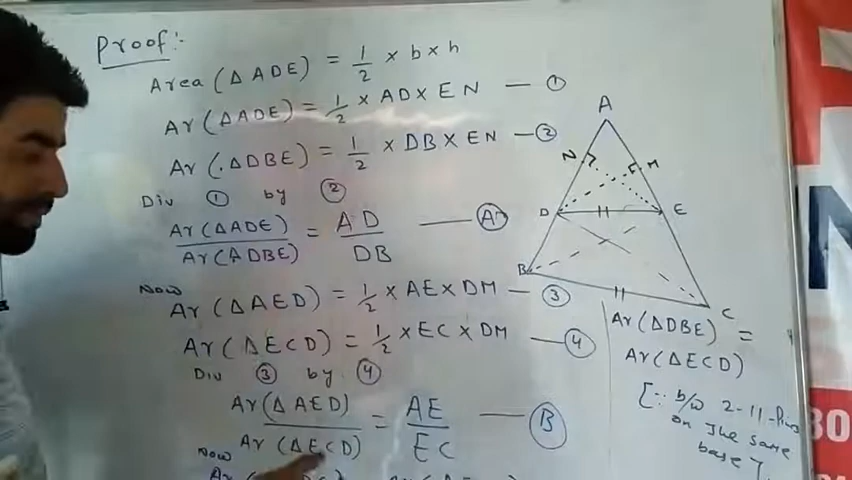 Proof :-
Area (Δ ADE) = 1/2 × b × h
Ar (Δ ADE) = 1/2 × AD × EN — ①
Ar (Δ DBE) = 1/2 × DB × EN — ②
Div ① by ②
Ar (Δ ADE) / Ar (Δ DBE) = AD / DB — Ⓐ
Now
Ar (Δ AED) = 1/2 × AE × DM — ③
Ar (Δ ECD) = 1/2 × EC × DM — ④
Div ③ by ④
Ar (Δ AED) / Ar (Δ ECD) = AE / EC — Ⓑ
Now
A
N
M
D
E
B
C
Ar (Δ DBE) =
Ar (Δ ECD)
[∵ b/w 2-11-
on the same
base]